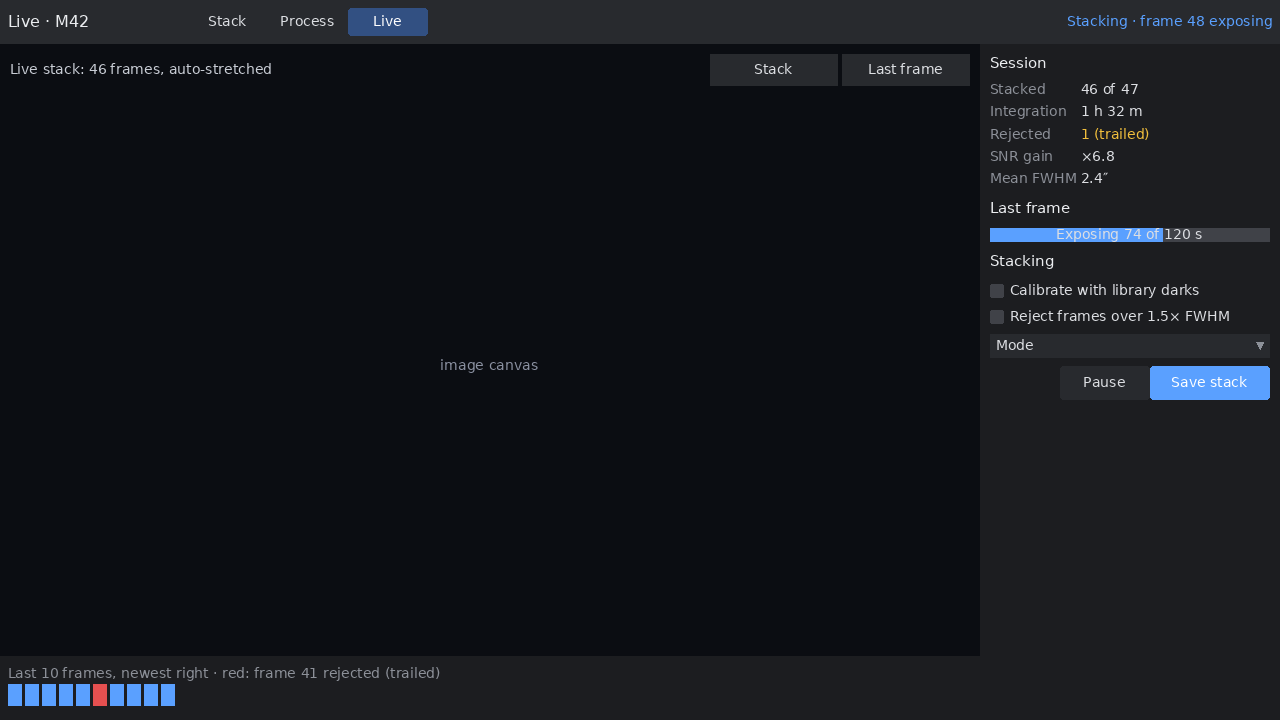 Live · M42
Stack
Process
Live
Stacking · frame 48 exposing
Live stack: 46 frames, auto-stretched
Stack
Last frame
image canvas
Session
Stacked 46 of 47
Integration 1 h 32 m
Rejected 1 (trailed)
SNR gain ×6.8
Mean FWHM 2.4″
Last frame
Exposing 74 of 120 s
Stacking
Calibrate with library darks
Reject frames over 1.5× FWHM
Mode
Pause
Save stack
Last 10 frames, newest right · red: frame 41 rejected (trailed)